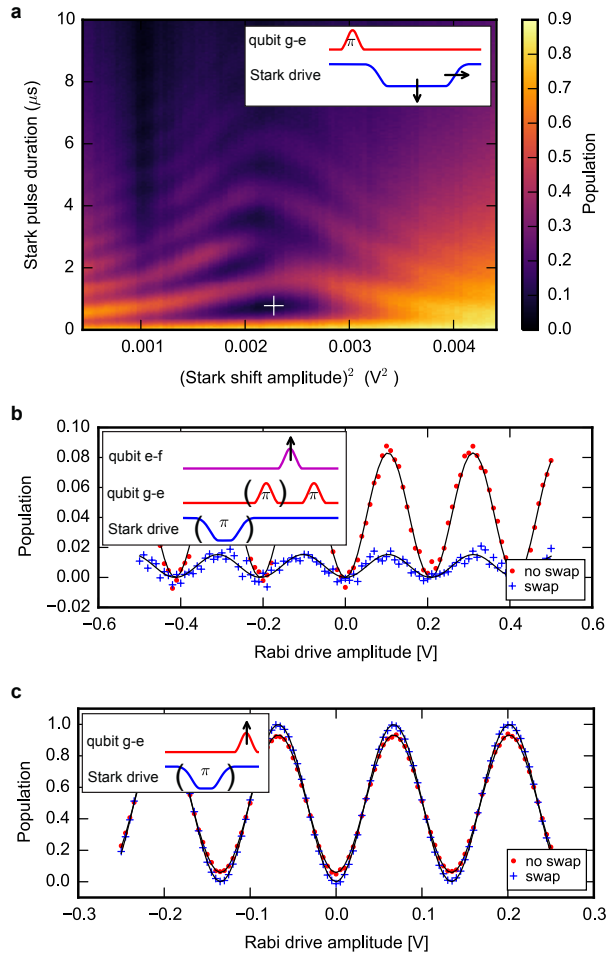 a
qubit g-e
π
Stark drive
10
8
6
4
2
0
Stark pulse duration (μs)
0.001
0.002
0.003
0.004
(Stark shift amplitude)² (V²)
0.9
0.8
0.7
0.6
0.5
0.4
0.3
0.2
0.1
0.0
Population
b
qubit e-f
qubit g-e
( π ) π
Stark drive
( π )
0.10
0.08
0.06
0.04
0.02
0.00
−0.02
Population
no swap
swap
−0.6
−0.4
−0.2
0.0
0.2
0.4
0.6
Rabi drive amplitude [V]
c
qubit g-e
Stark drive
( π )
1.0
0.8
0.6
0.4
0.2
0.0
Population
no swap
swap
−0.3
−0.2
−0.1
0.0
0.1
0.2
0.3
Rabi drive amplitude [V]